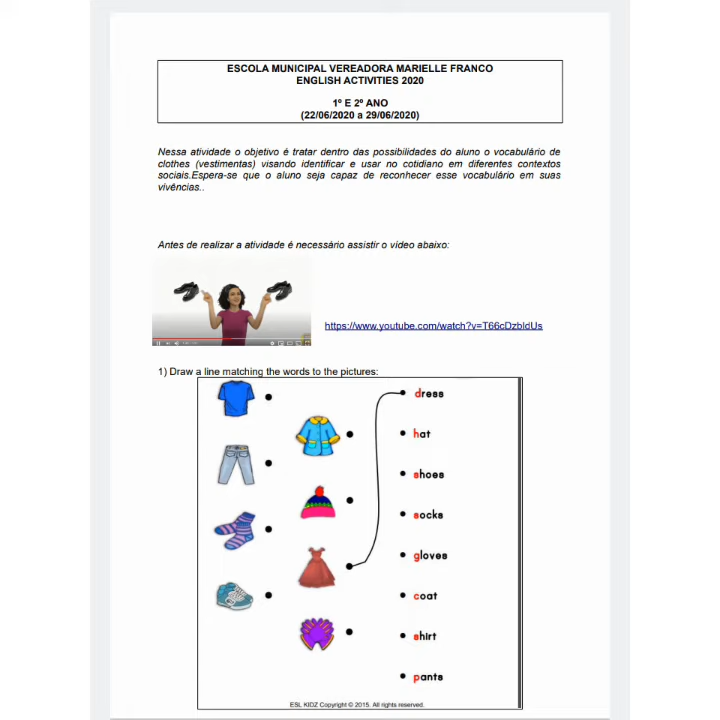 ESCOLA MUNICIPAL VEREADORA MARIELLE FRANCO
ENGLISH ACTIVITIES 2020
1º E 2º ANO
(22/06/2020 a 29/06/2020)
Nessa atividade o objetivo é tratar dentro das possibilidades do aluno o vocabulário de
clothes (vestimentas) visando identificar e usar no cotidiano em diferentes contextos
sociais.Espera-se que o aluno seja capaz de reconhecer esse vocabulário em suas
vivências..
Antes de realizar a atividade é necessário assistir o vídeo abaixo:
https://www.youtube.com/watch?v=T66cDzbldUs
1) Draw a line matching the words to the pictures:
dress
hat
shoes
socks
gloves
coat
shirt
pants
ESL KIDZ Copyright © 2015. All rights reserved.